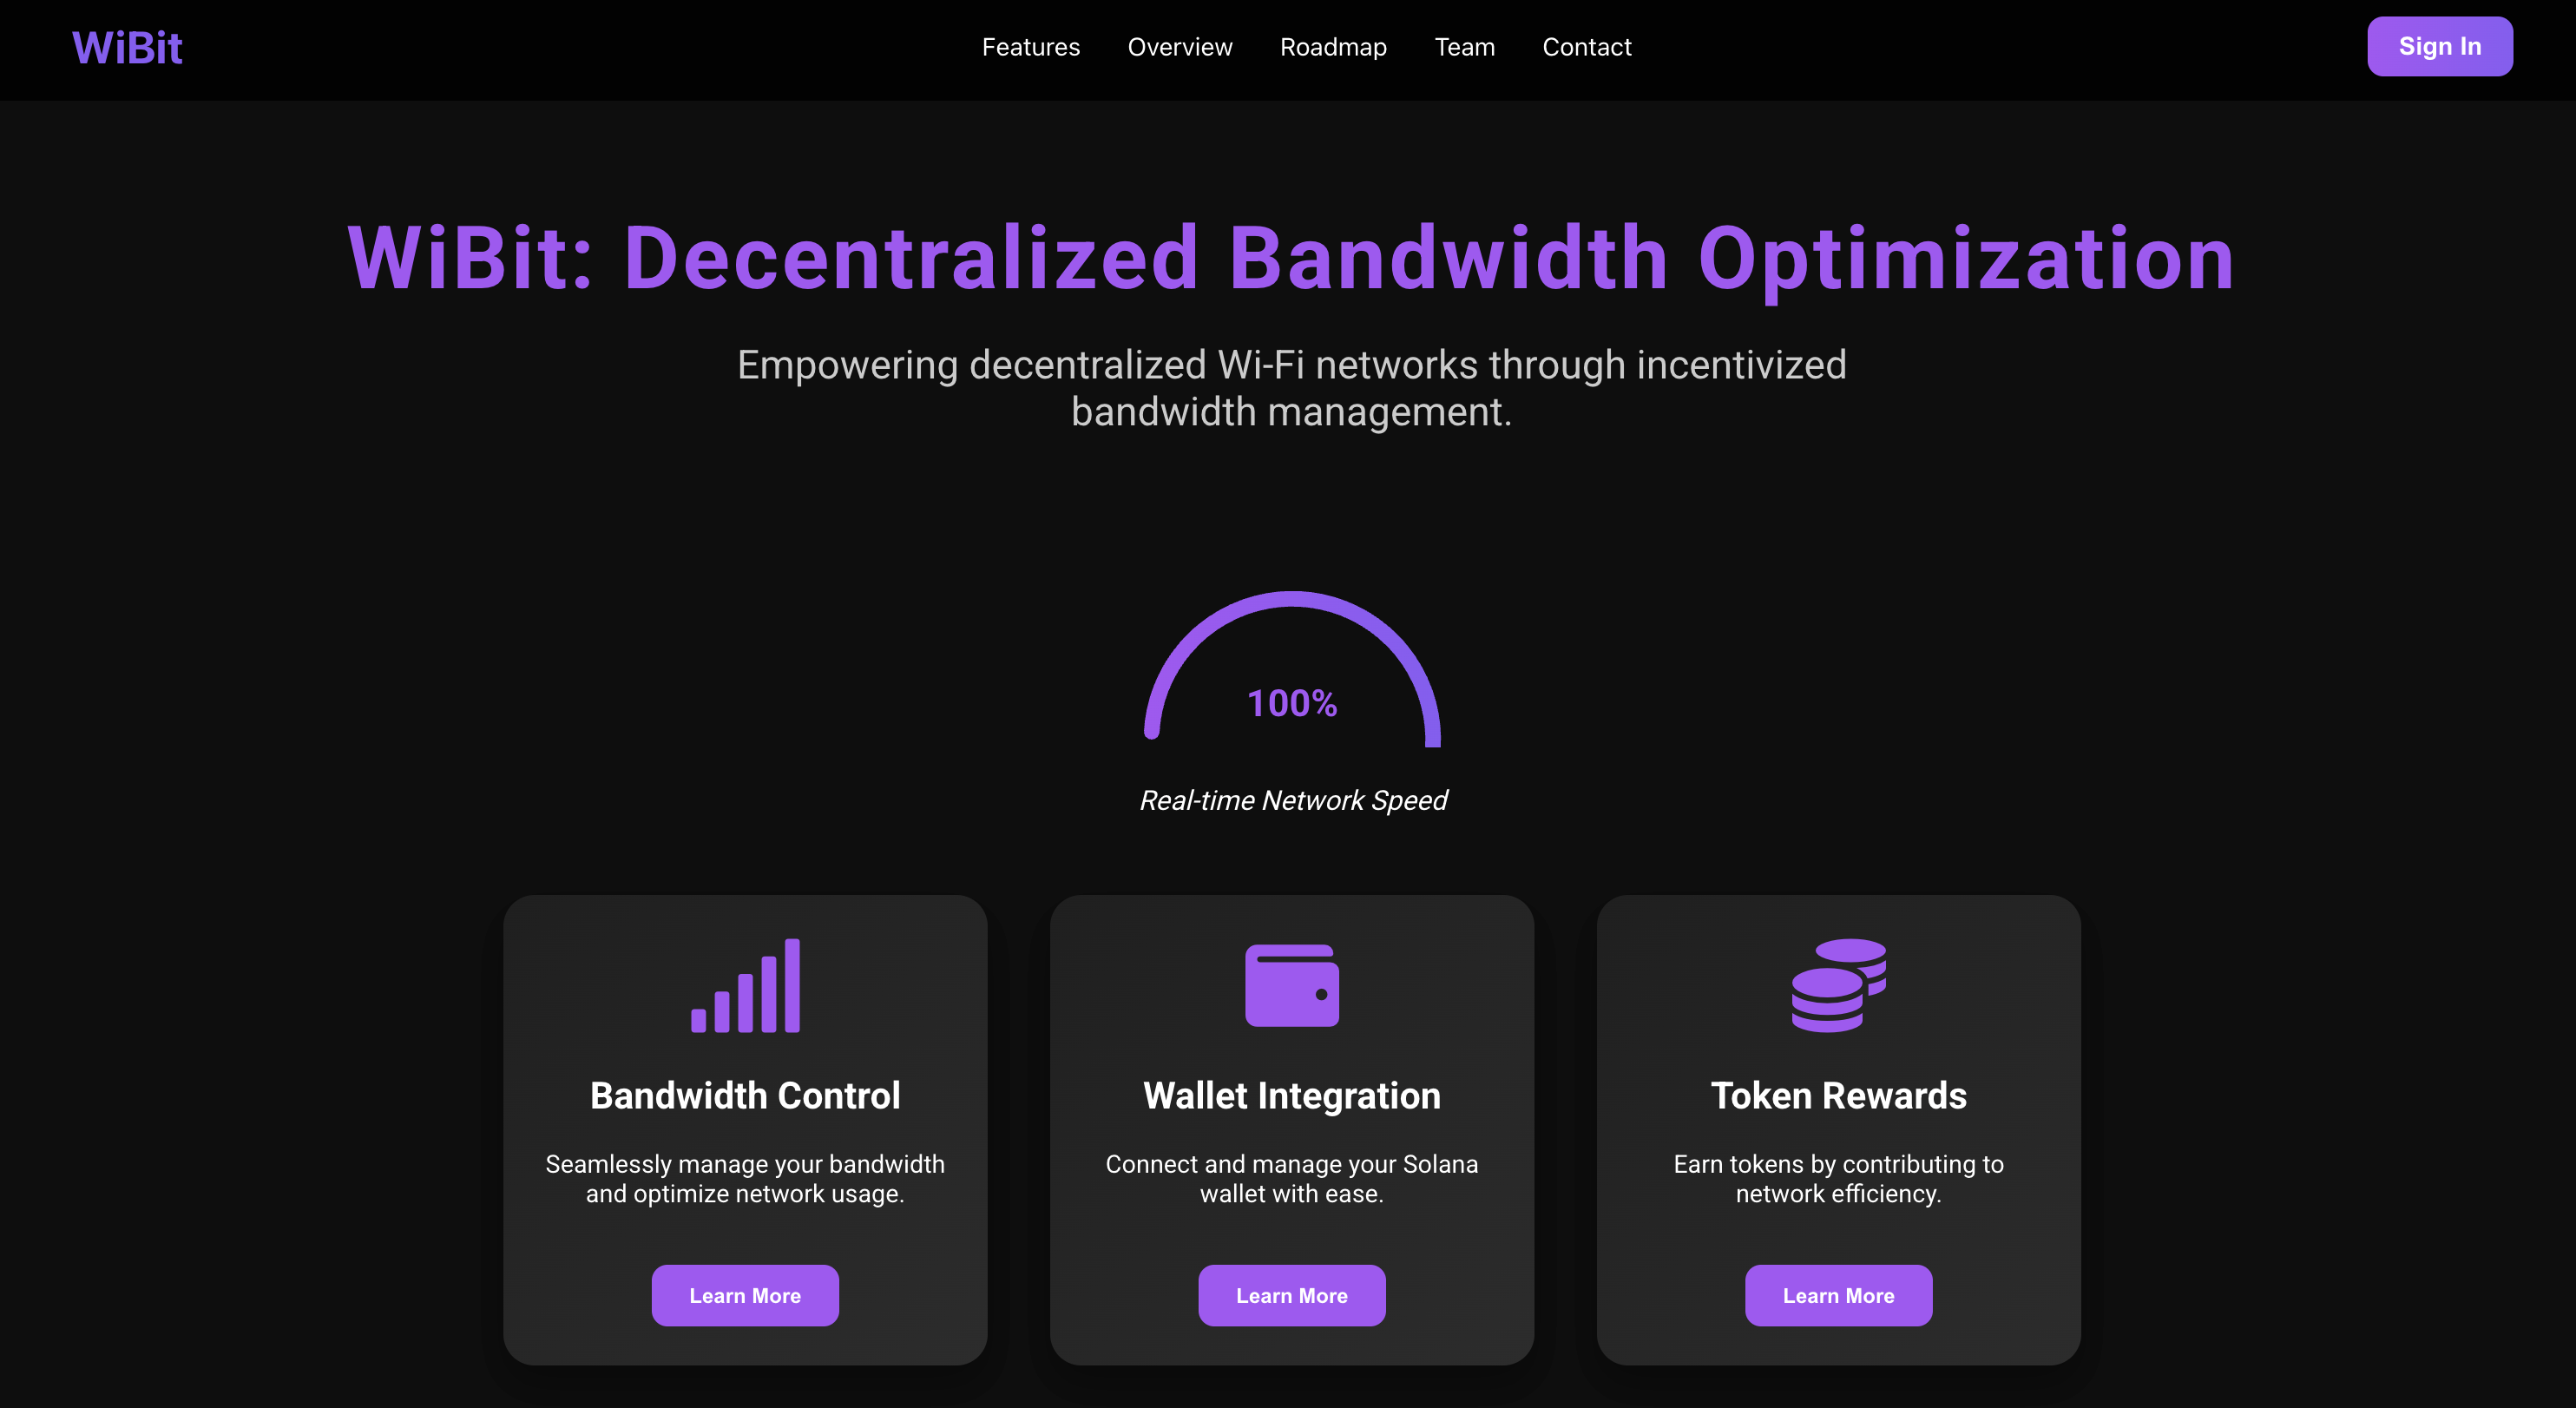 WiBit
Features
Overview
Roadmap
Team
Contact
Sign In
WiBit: Decentralized Bandwidth Optimization
Empowering decentralized Wi-Fi networks through incentivized
bandwidth management.
100%
Real-time Network Speed
Bandwidth Control
Seamlessly manage your bandwidth
and optimize network usage.
Learn More
Wallet Integration
Connect and manage your Solana
wallet with ease.
Learn More
Token Rewards
Earn tokens by contributing to
network efficiency.
Learn More